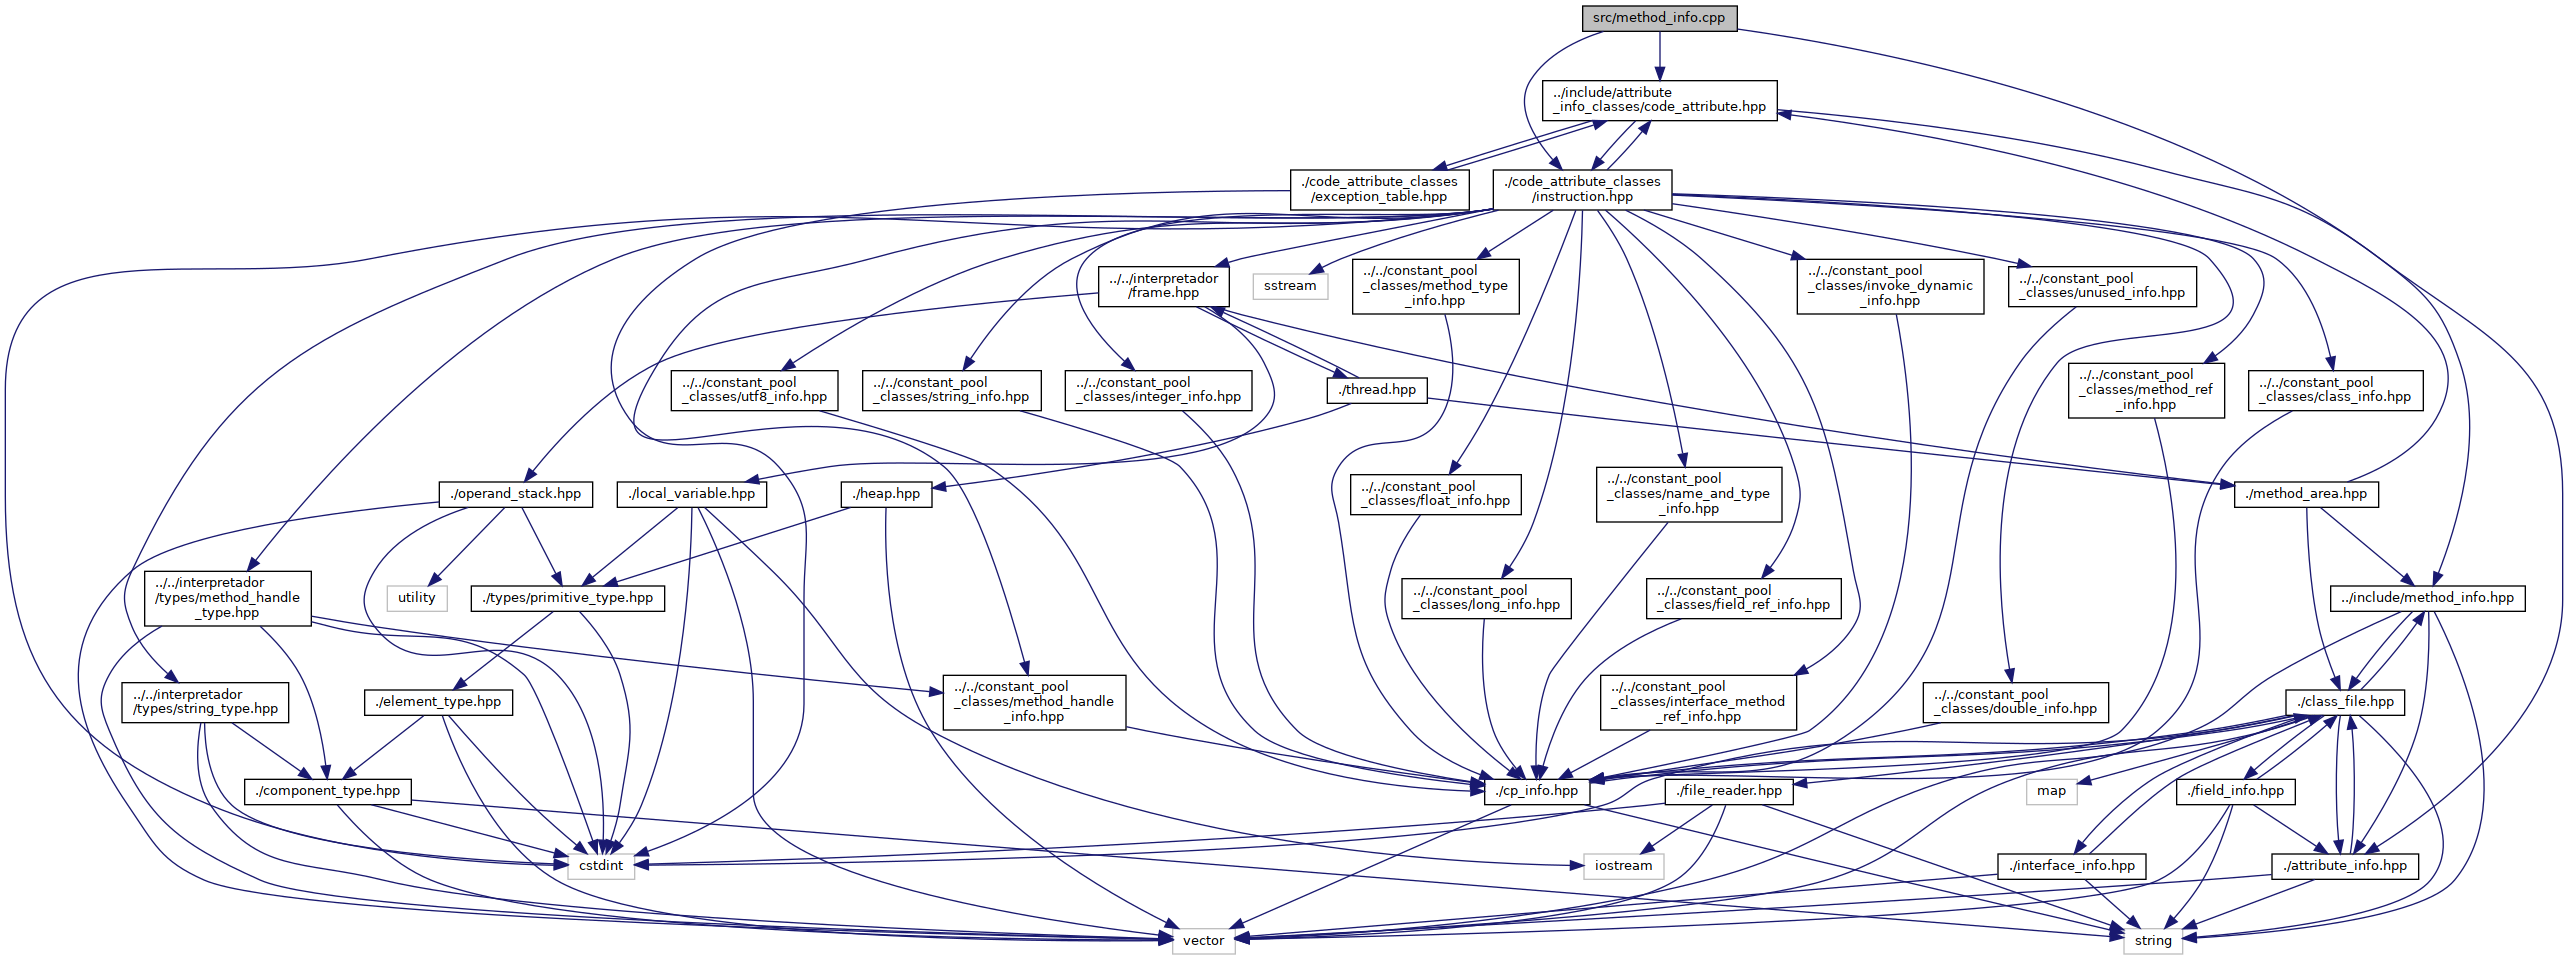 src/method_info.cpp
../include/attribute
_info_classes/code_attribute.hpp
./code_attribute_classes
/exception_table.hpp
./code_attribute_classes
/instruction.hpp
../../interpretador
/frame.hpp
sstream
../../constant_pool
_classes/method_type
_info.hpp
../../constant_pool
_classes/invoke_dynamic
_info.hpp
../../constant_pool
_classes/unused_info.hpp
../../constant_pool
_classes/utf8_info.hpp
../../constant_pool
_classes/string_info.hpp
../../constant_pool
_classes/integer_info.hpp
./thread.hpp
../../constant_pool
_classes/method_ref
_info.hpp
../../constant_pool
_classes/class_info.hpp
./operand_stack.hpp
./local_variable.hpp
./heap.hpp
../../constant_pool
_classes/float_info.hpp
../../constant_pool
_classes/name_and_type
_info.hpp
./method_area.hpp
../../interpretador
/types/method_handle
_type.hpp
utility
./types/primitive_type.hpp
../../constant_pool
_classes/long_info.hpp
../../constant_pool
_classes/field_ref_info.hpp
../include/method_info.hpp
../../interpretador
/types/string_type.hpp
./element_type.hpp
../../constant_pool
_classes/method_handle
_info.hpp
../../constant_pool
_classes/interface_method
_ref_info.hpp
../../constant_pool
_classes/double_info.hpp
./class_file.hpp
./component_type.hpp
./cp_info.hpp
./file_reader.hpp
map
./field_info.hpp
cstdint
iostream
./interface_info.hpp
./attribute_info.hpp
vector
string